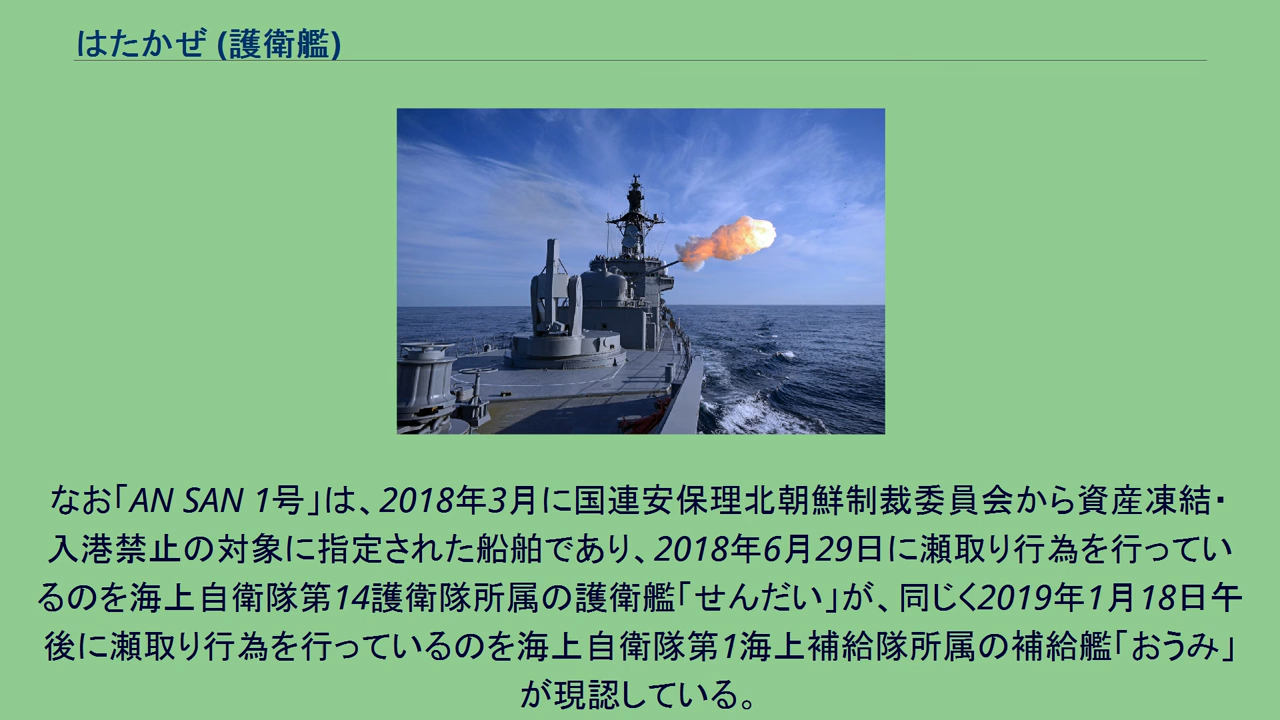 はたかぜ (護衛艦)
なお｢AN SAN 1号｣は、2018年3月に国連安保理北朝鮮制裁委員会から資産凍結・
入港禁止の対象に指定された船舶であり、2018年6月29日に瀬取り行為を行ってい
るのを海上自衛隊第14護衛隊所属の護衛艦｢せんだい｣が、同じく2019年1月18日午
後に瀬取り行為を行っているのを海上自衛隊第1海上補給隊所属の補給艦｢おうみ｣
が現認している。